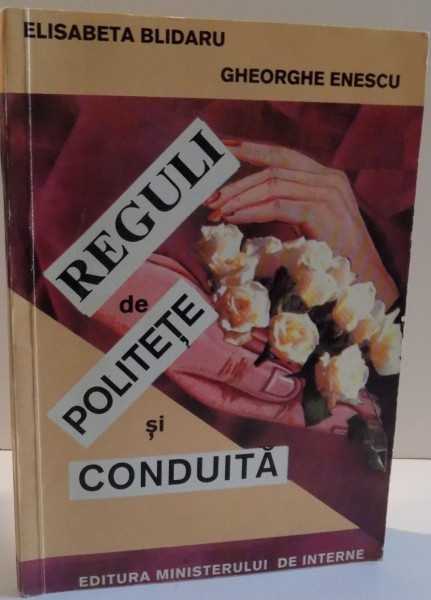 ELISABETA BLIDARU
GHEORGHE ENESCU
REGULI
de
POLITEȚE
și
CONDUITĂ
EDITURA MINISTERULUI DE INTERNE